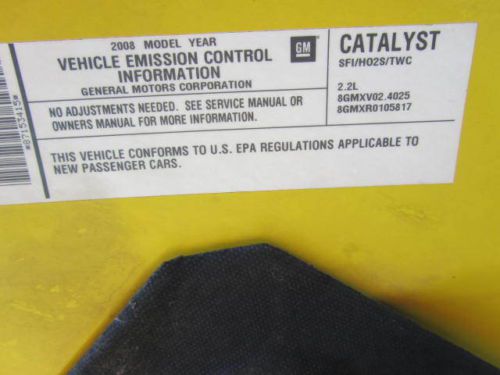 2008 MODEL YEAR
VEHICLE EMISSION CONTROL
INFORMATION
GENERAL MOTORS CORPORATION
GM
CATALYST
SFI/HO2S/TWC
2.2L
8GMXV02.4025
8GMXR0105817
NO ADJUSTMENTS NEEDED. SEE SERVICE MANUAL OR
OWNERS MANUAL FOR MORE INFORMATION.
THIS VEHICLE CONFORMS TO U.S. EPA REGULATIONS APPLICABLE TO
NEW PASSENGER CARS.
*87153415*